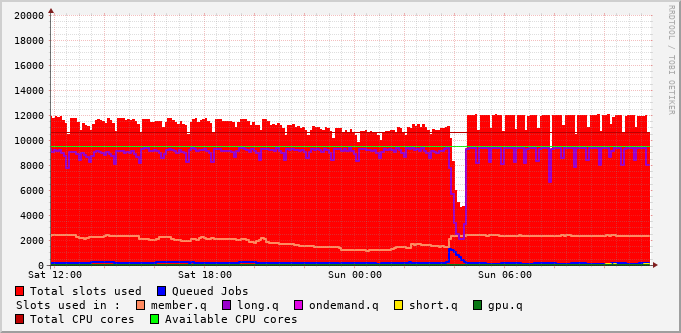 20000
18000
16000
14000
12000
10000
8000
6000
4000
2000
0
Sat 12:00 Sat 18:00 Sun 00:00 Sun 06:00
Total slots used Queued Jobs
Slots used in : member.q long.q ondemand.q short.q gpu.q
Total CPU cores Available CPU cores
RRDTOOL / TOBI OETIKER